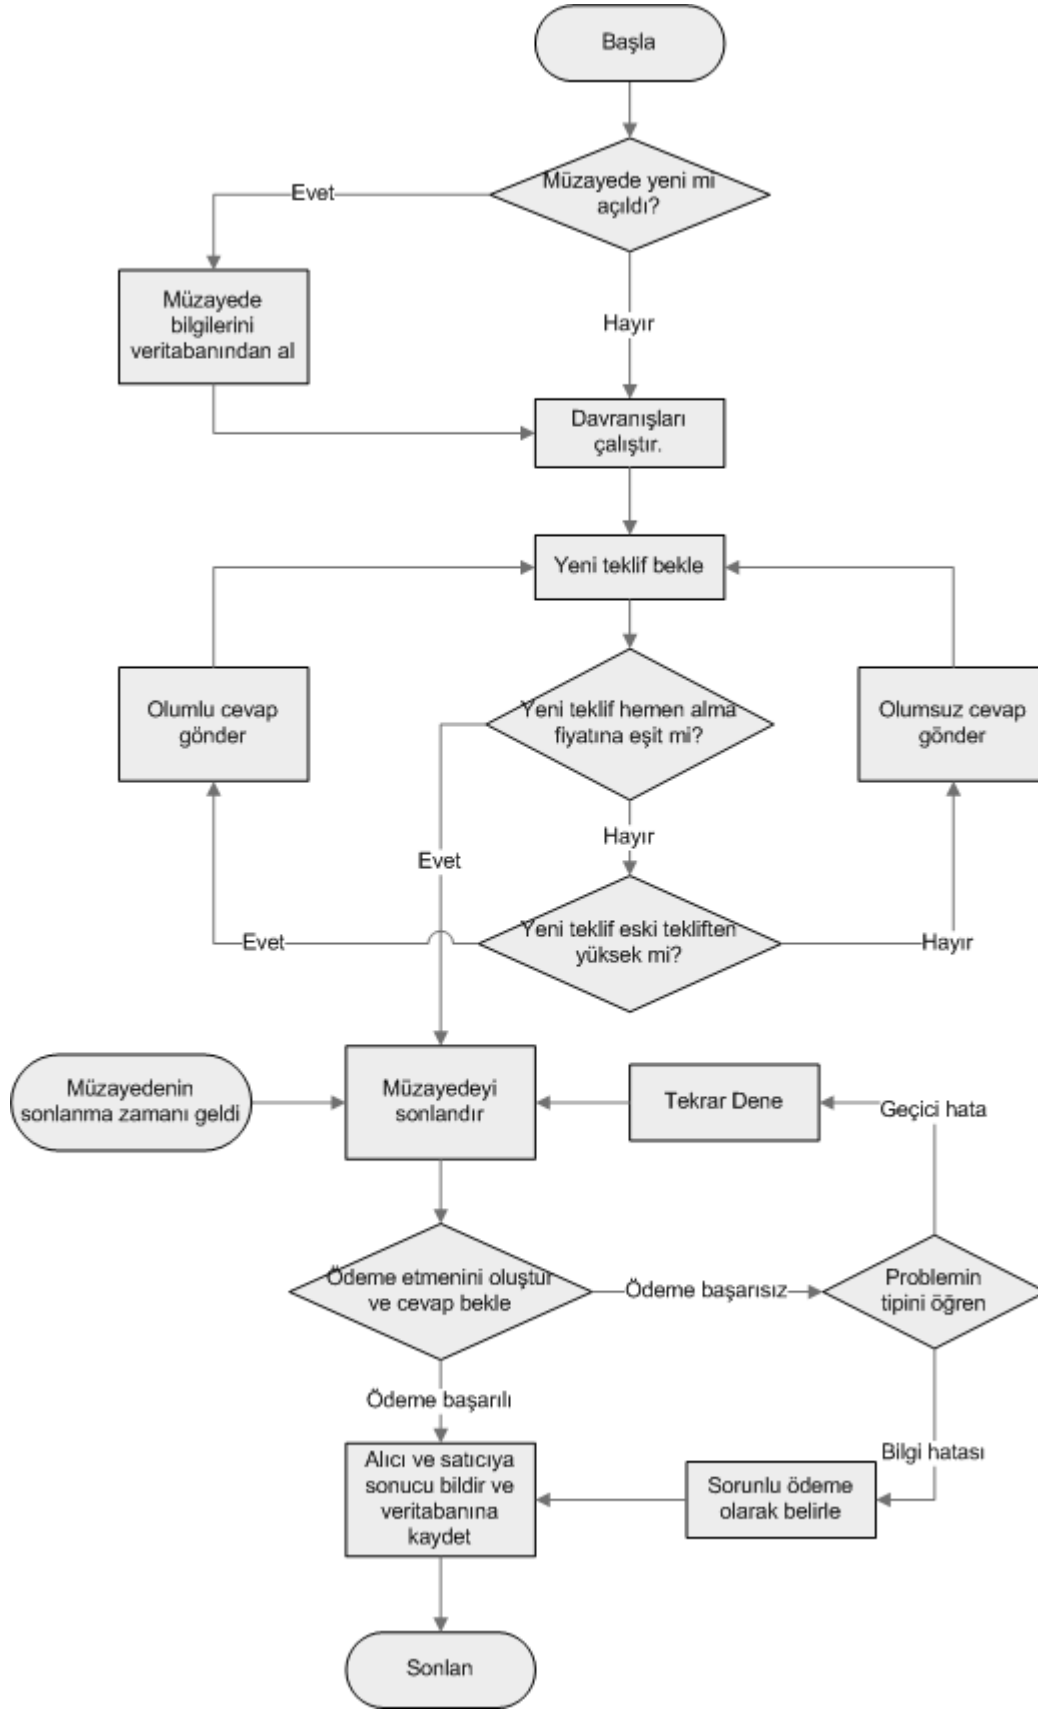 Başla
Müzayede yeni mi
açıldı?
Evet
Müzayede
bilgilerini
veritabanından al
Hayır
Davranışları
çalıştır.
Yeni teklif bekle
Olumlu cevap
gönder
Yeni teklif hemen alma
fiyatına eşit mi?
Olumsuz cevap
gönder
Hayır
Evet
Yeni teklif eski tekliften
yüksek mi?
Evet
Hayır
Müzayedenin
sonlanma zamanı geldi
Müzayedeyi
sonlandır
Tekrar Dene
Geçici hata
Ödeme etmenini oluştur
ve cevap bekle
Ödeme başarısız
Problemin
tipini öğren
Ödeme başarılı
Alıcı ve satıcıya
sonucu bildir ve
veritabanına
kaydet
Sorunlu ödeme
olarak belirle
Bilgi hatası
Sonlan